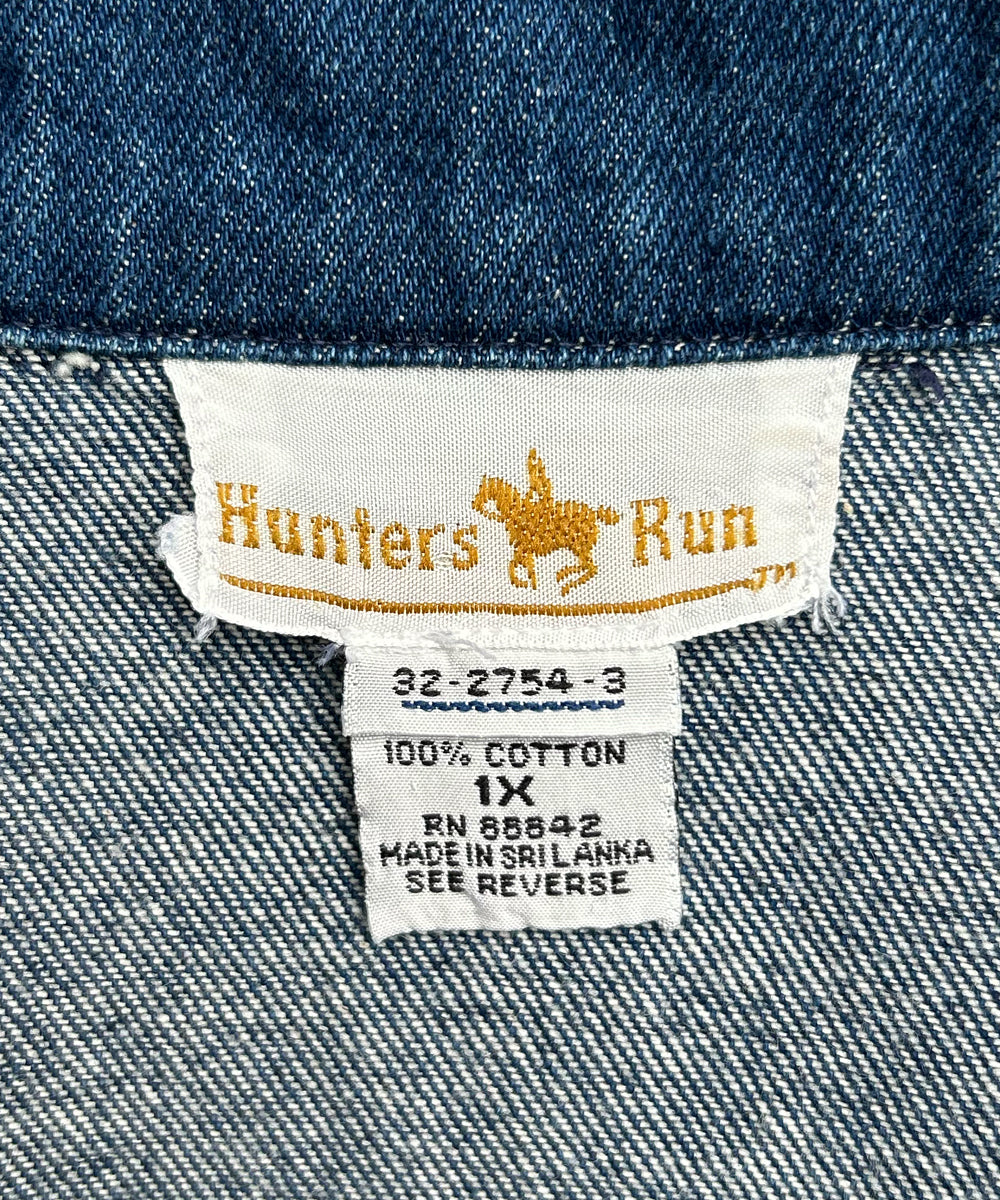 Hunters Run
TM
32-2754-3
100% COTTON
1X
RN 88842
MADE IN SRI LANKA
SEE REVERSE